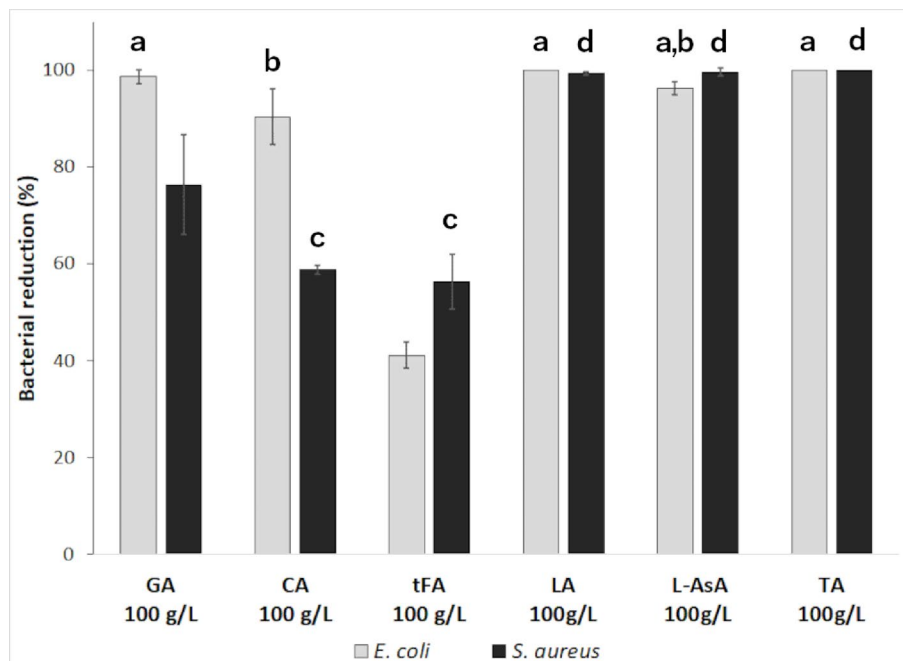 a
b
c
c
a
d
a,b
d
a
d
100
80
60
40
20
0
Bacterial reduction (%)
GA
100 g/L
CA
100 g/L
tFA
100 g/L
LA
100g/L
L-AsA
100g/L
TA
100g/L
E. coli
S. aureus